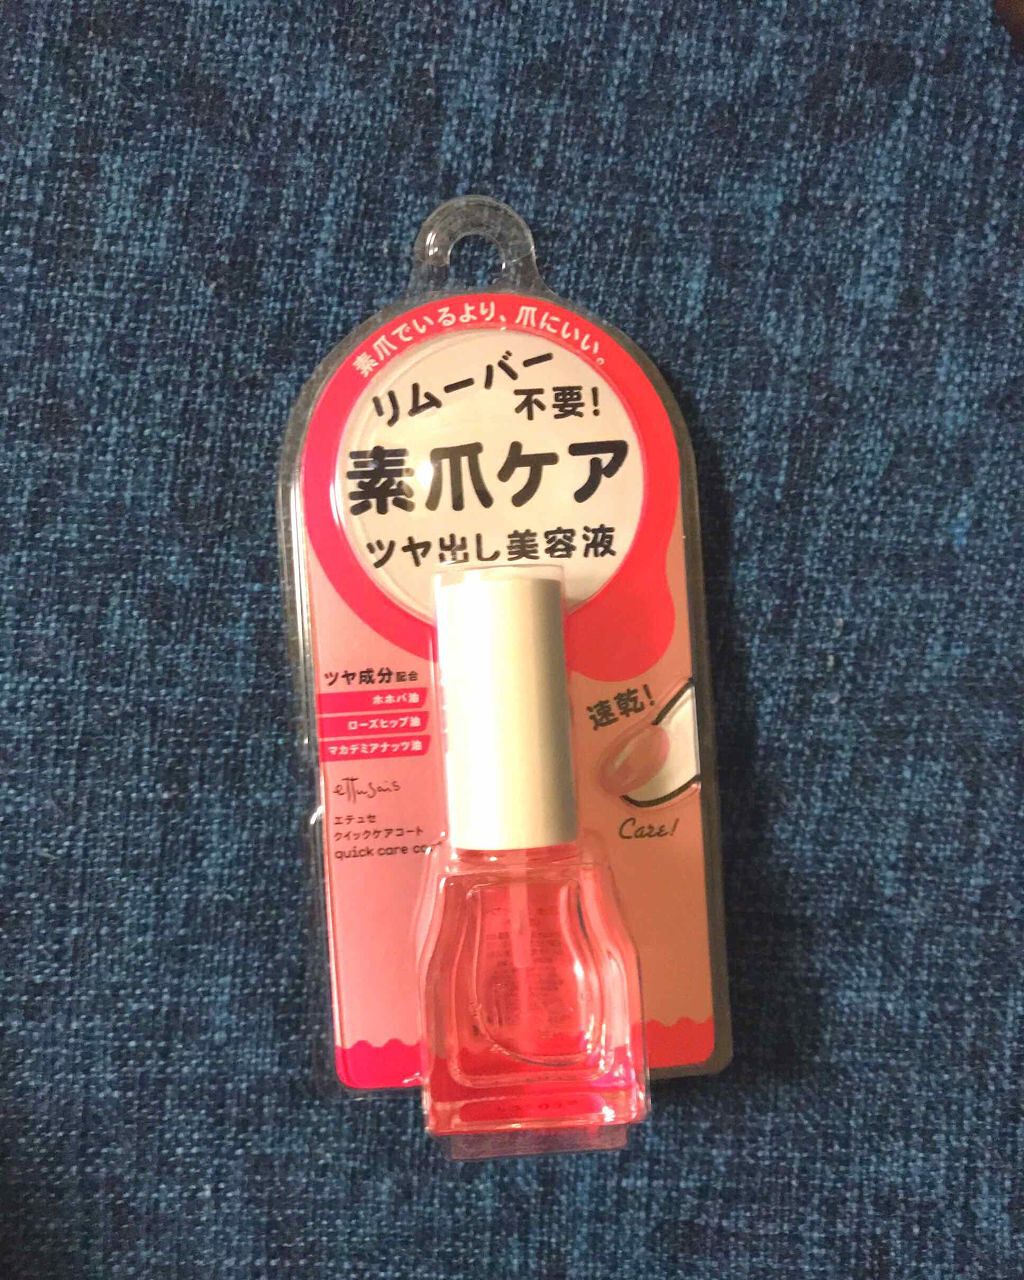 素爪でいるより、爪にいい。
リムーバー
不要！
素爪ケア
ツヤ出し美容液
ツヤ成分配合
ホホバ油
ローズヒップ油
マカデミアナッツ油
速乾！
ettusais
エテュセ
クイックケアコート
quick care
Care!